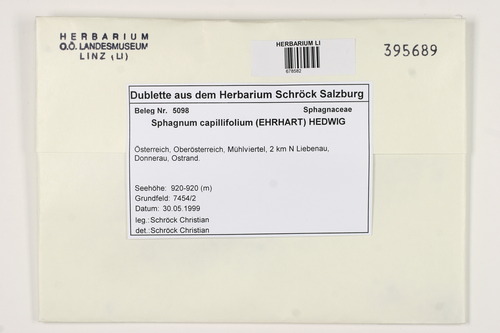 HERBARIUM
O.Ö. LANDESMUSEUM
LINZ (LI)
HERBARIUM LI
678082
395689
Dublette aus dem Herbarium Schröck Salzburg
Beleg Nr. 5098 Sphagnaceae
Sphagnum capillifolium (EHRHART) HEDWIG
Österreich, Oberösterreich, Mühlviertel, 2 km N Liebenau,
Donnerau, Ostrand.
Seehöhe: 920-920 (m)
Grundfeld: 7454/2
Datum: 30.05.1999
leg.:Schröck Christian
det.:Schröck Christian